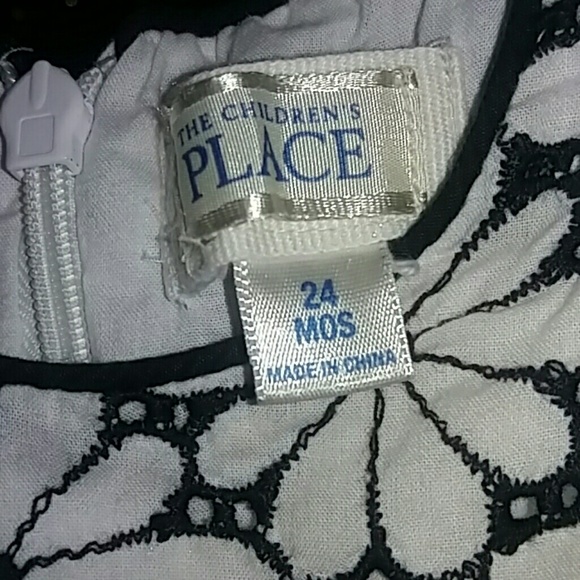 THE CHILDREN'S
PLACE
24
MOS
MADE IN CHINA